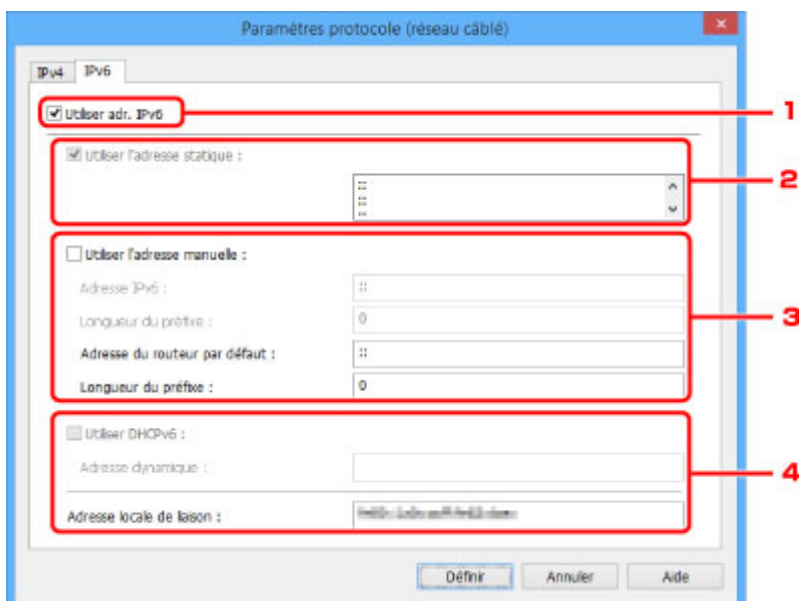 Paramètres protocole (réseau câblé)
IPv4 IPv6
Utiliser adr. IPv6 1
Utiliser l'adresse statique :
::
::
:: 2
Utiliser l'adresse manuelle :
Adresse IPv6 : ::
Longueur du préfixe : 0 3
Adresse du routeur par défaut : ::
Longueur du préfixe : 0
Utiliser DHCPv6 :
Adresse dynamique : 4
Adresse locale de liaison :
Définir Annuler Aide